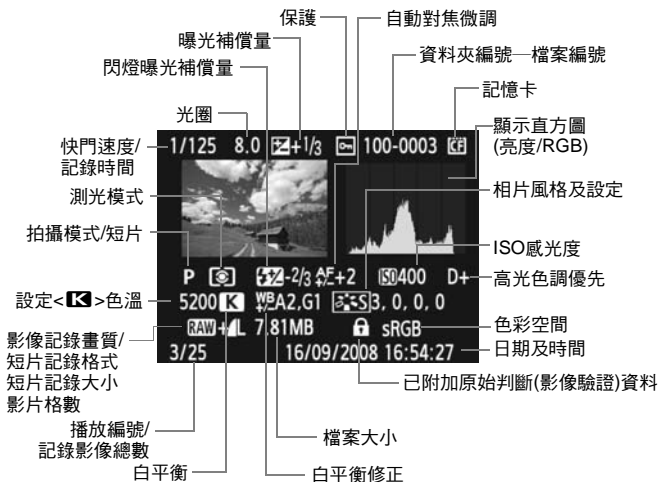 保護
自動對焦微調
曝光補償量
資料夾編號—檔案編號
閃燈曝光補償量
記憶卡
光圈
顯示直方圖
(亮度/RGB)
快門速度/
記錄時間
1/125 8.0 +1/3 100-0003 CF
測光模式
相片風格及設定
拍攝模式/短片
ISO感光度
P -2/3 AF+2 ISO400 D+
高光色調優先
設定<K>色溫
5200 K WB A2,G1 S3, 0, 0, 0
RAW+L 7.81MB sRGB
色彩空間
影像記錄畫質/
短片記錄格式
短片記錄大小
影片格數
3/25 16/09/2008 16:54:27
日期及時間
已附加原始判斷(影像驗證)資料
播放編號/
記錄影像總數
檔案大小
白平衡
白平衡修正